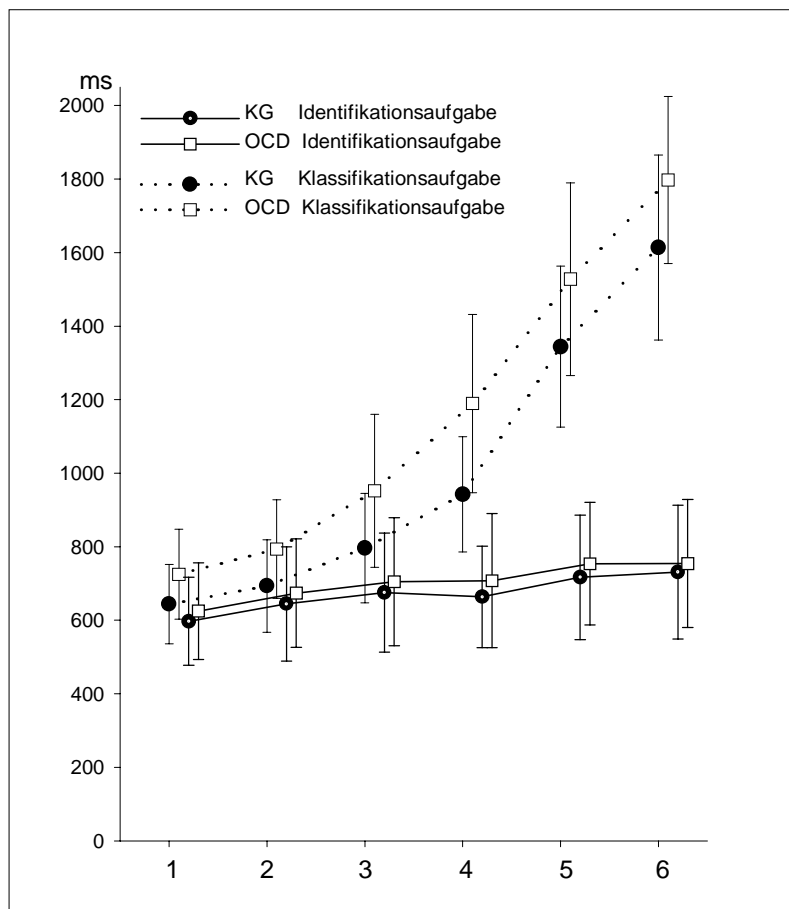 ms
KG Identifikationsaufgabe
OCD Identifikationsaufgabe
KG Klassifikationsaufgabe
OCD Klassifikationsaufgabe
2000
1800
1600
1400
1200
1000
800
600
400
200
0
1 2 3 4 5 6